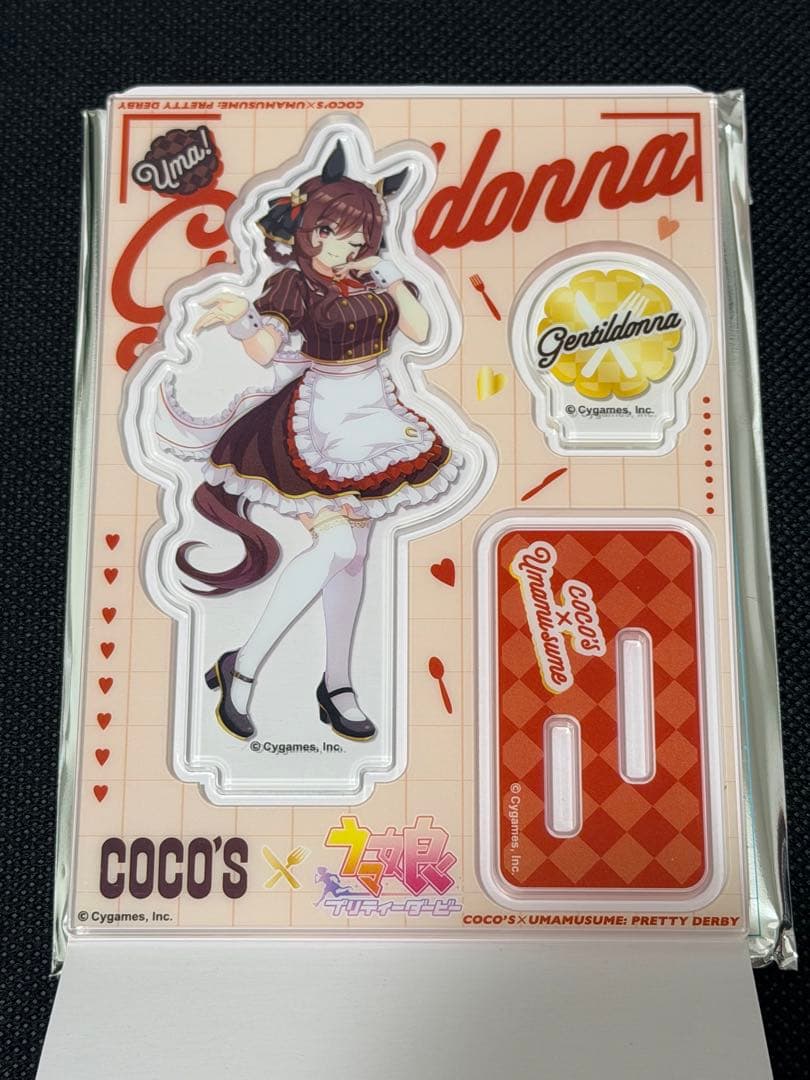 COCO'S×UMAMUSUME: PRETTY DERBY
Uma!
Gentildonna
Gentildonna
© Cygames, Inc.
COCO'S
×
Umamusume
© Cygames, Inc.
© Cygames, Inc.
COCO'S × ウマ娘
プリティーダービー
© Cygames, Inc.
COCO'S×UMAMUSUME: PRETTY DERBY